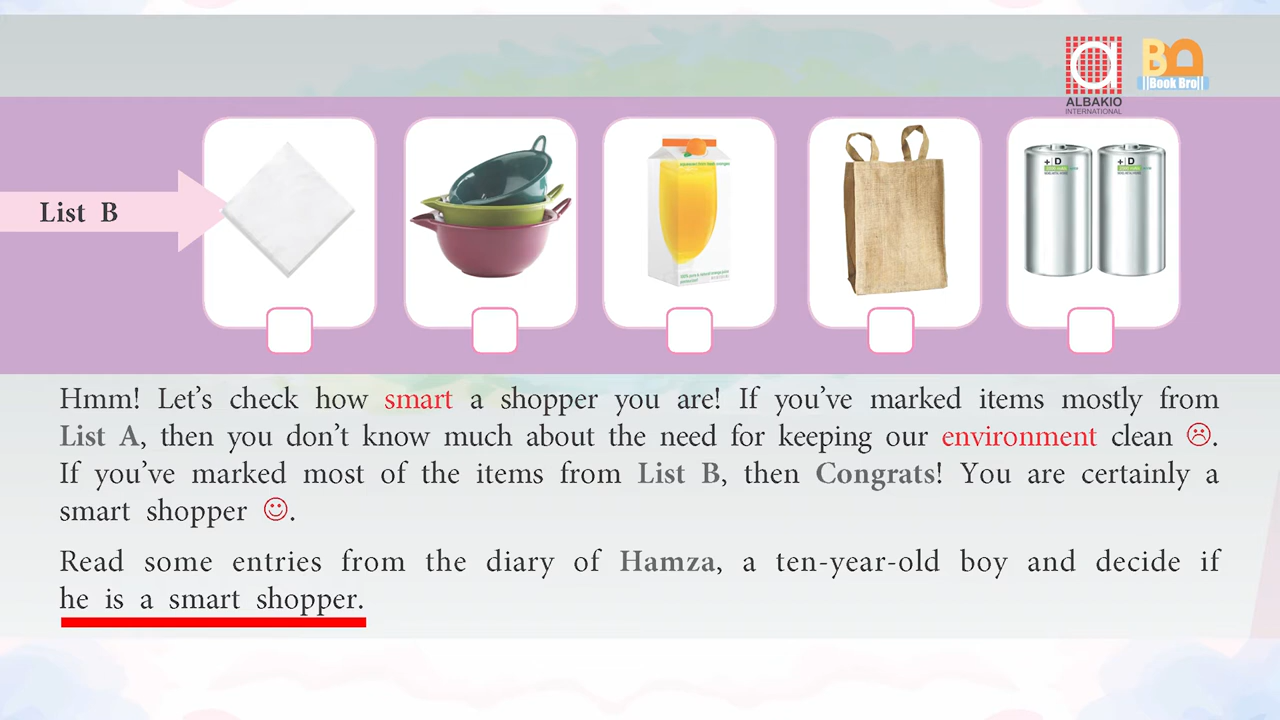 ALBAKIO
INTERNATIONAL
Book Bro
List B
+ D
+ D
Hmm! Let's check how smart a shopper you are! If you've marked items mostly from
List A, then you don't know much about the need for keeping our environment clean ☹.
If you've marked most of the items from List B, then Congrats! You are certainly a
smart shopper ☺.
Read some entries from the diary of Hamza, a ten-year-old boy and decide if
he is a smart shopper.